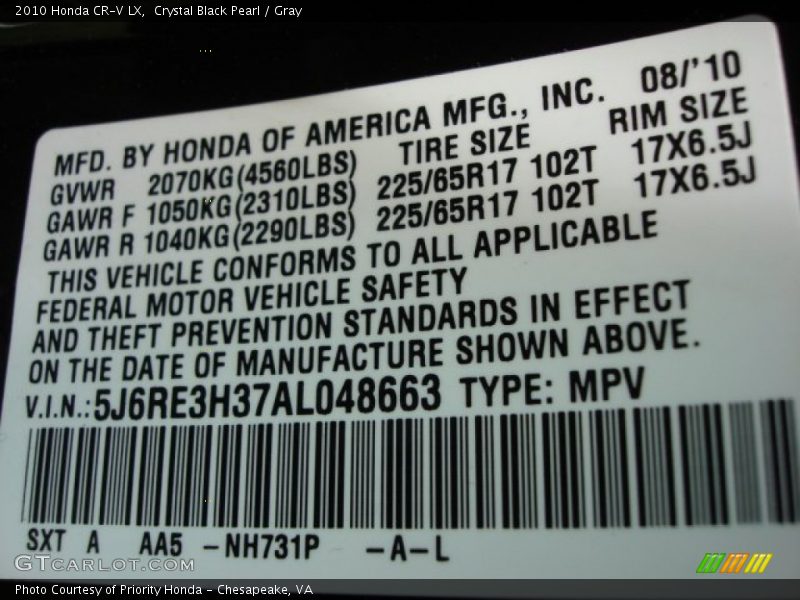 2010 Honda CR-V LX,  Crystal Black Pearl / Gray
MFD. BY HONDA OF AMERICA MFG., INC. 08/'10
GVWR 2070KG(4560LBS) TIRE SIZE RIM SIZE
GAWR F 1050KG(2310LBS) 225/65R17 102T 17X6.5J
GAWR R 1040KG(2290LBS) 225/65R17 102T 17X6.5J
THIS VEHICLE CONFORMS TO ALL APPLICABLE
FEDERAL MOTOR VEHICLE SAFETY
AND THEFT PREVENTION STANDARDS IN EFFECT
ON THE DATE OF MANUFACTURE SHOWN ABOVE.
V.I.N.:5J6RE3H37AL048663 TYPE: MPV
SXT A AA5 -NH731P -A-L
GTCarLot.com
Photo Courtesy of Priority Honda - Chesapeake, VA